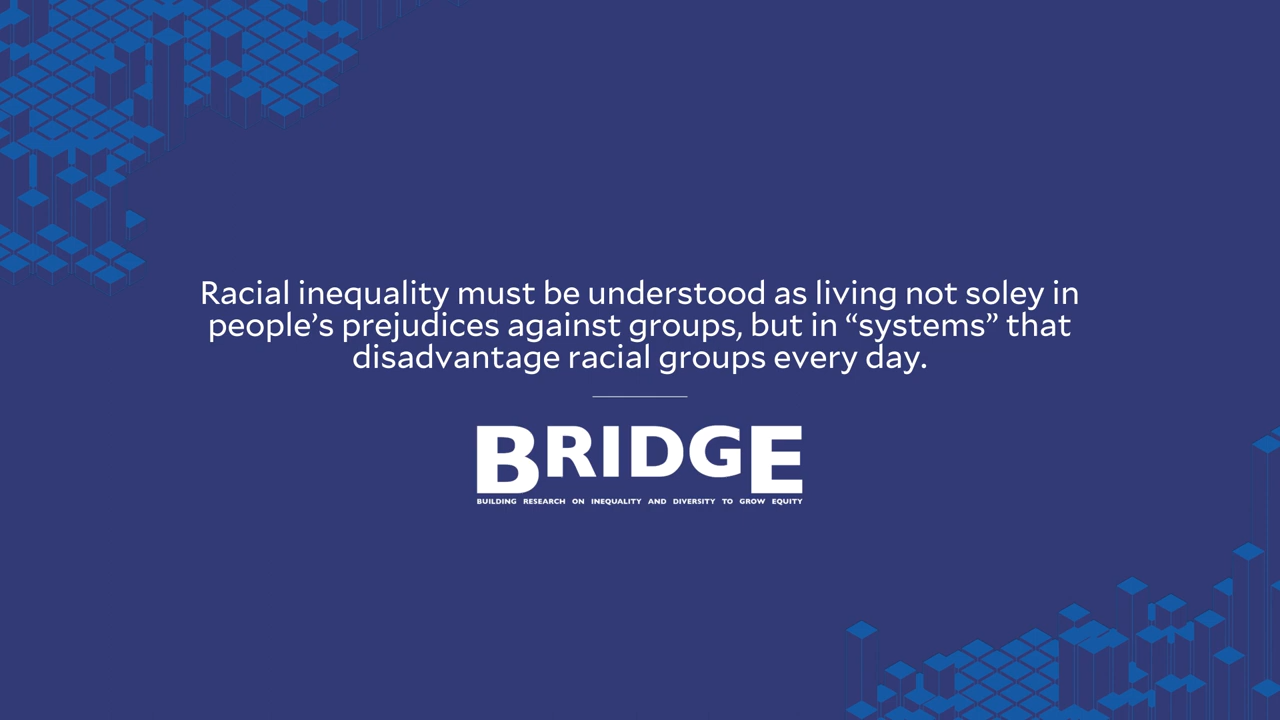 Racial inequality must be understood as living not soley in
people’s prejudices against groups, but in “systems” that
disadvantage racial groups every day.
BRIDGE
BUILDING RESEARCH ON INEQUALITY AND DIVERSITY TO GROW EQUITY